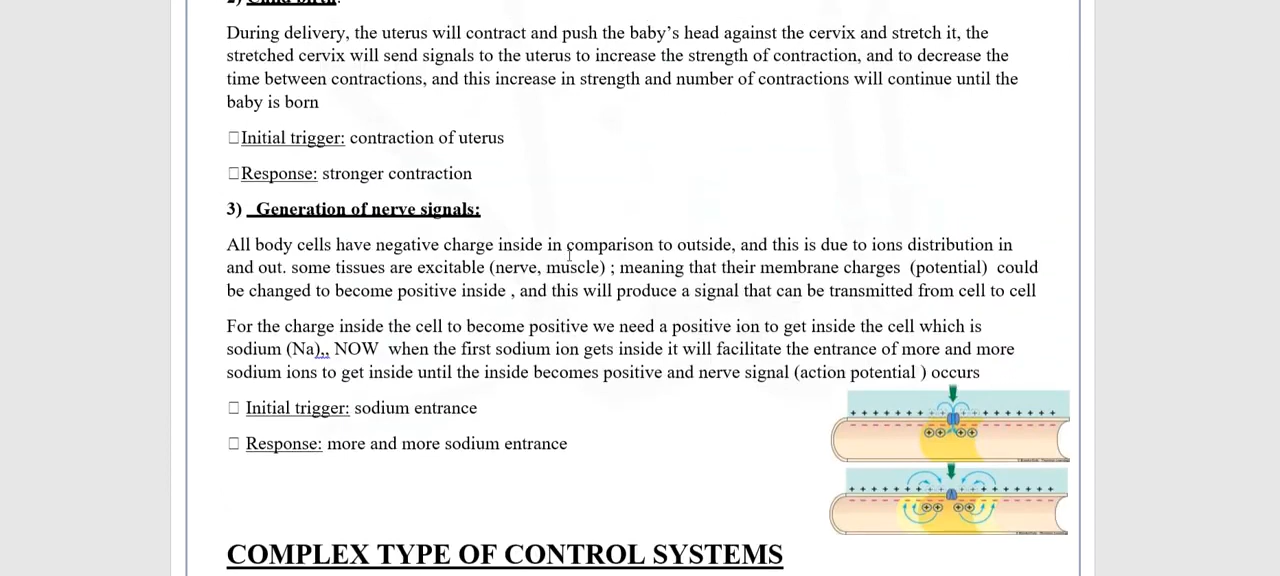 2) Child birth:
During delivery, the uterus will contract and push the baby’s head against the cervix and stretch it, the
stretched cervix will send signals to the uterus to increase the strength of contraction, and to decrease the
time between contractions, and this increase in strength and number of contractions will continue until the
baby is born
□Initial trigger: contraction of uterus
□Response: stronger contraction
3) Generation of nerve signals:
All body cells have negative charge inside in comparison to outside, and this is due to ions distribution in
and out. some tissues are excitable (nerve, muscle) ; meaning that their membrane charges (potential) could
be changed to become positive inside , and this will produce a signal that can be transmitted from cell to cell
For the charge inside the cell to become positive we need a positive ion to get inside the cell which is
sodium (Na),, NOW when the first sodium ion gets inside it will facilitate the entrance of more and more
sodium ions to get inside until the inside becomes positive and nerve signal (action potential ) occurs
□ Initial trigger: sodium entrance
□ Response: more and more sodium entrance
COMPLEX TYPE OF CONTROL SYSTEMS